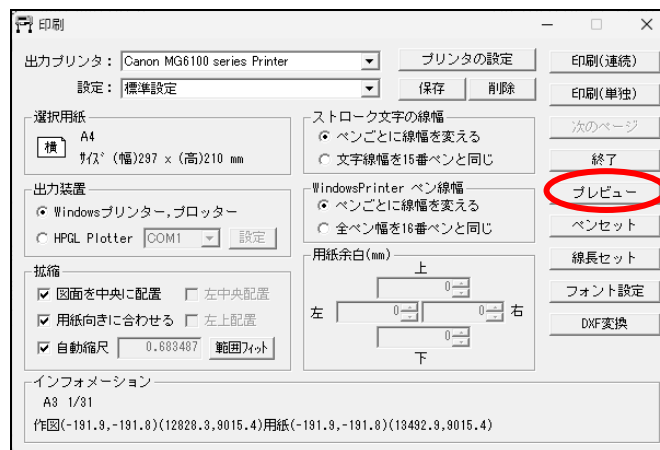 印刷
出力プリンタ： Canon MG6100 series Printer プリンタの設定 印刷(連続)
設定： 標準設定 保存 削除 印刷(単独)
選択用紙 ストローク文字の線幅 次のページ
横 A4 ペンごとに線幅を変える
ｻｲｽﾞ (幅)297 × (高)210 mm 文字線幅を15番ペンと同じ 終了
出力装置 WindowsPrinter ペン線幅 プレビュー
Windowsプリンター,プロッター ペンごとに線幅を変える
HPGL Plotter COM1 設定 全ペン幅を16番ペンと同じ ペンセット
拡縮 用紙余白(mm) 線長セット
上
図面を中央に配置 左中央配置 0 フォント設定
用紙向きに合わせる 左上配置 左 0 0 右
自動縮尺 0.683487 範囲ﾌｨｯﾄ 0 DXF変換
下
インフォメーション
A3 1/31
作図(-191.9,-191.8)(12828.3,9015.4)用紙(-191.9,-191.8)(13492.9,9015.4)